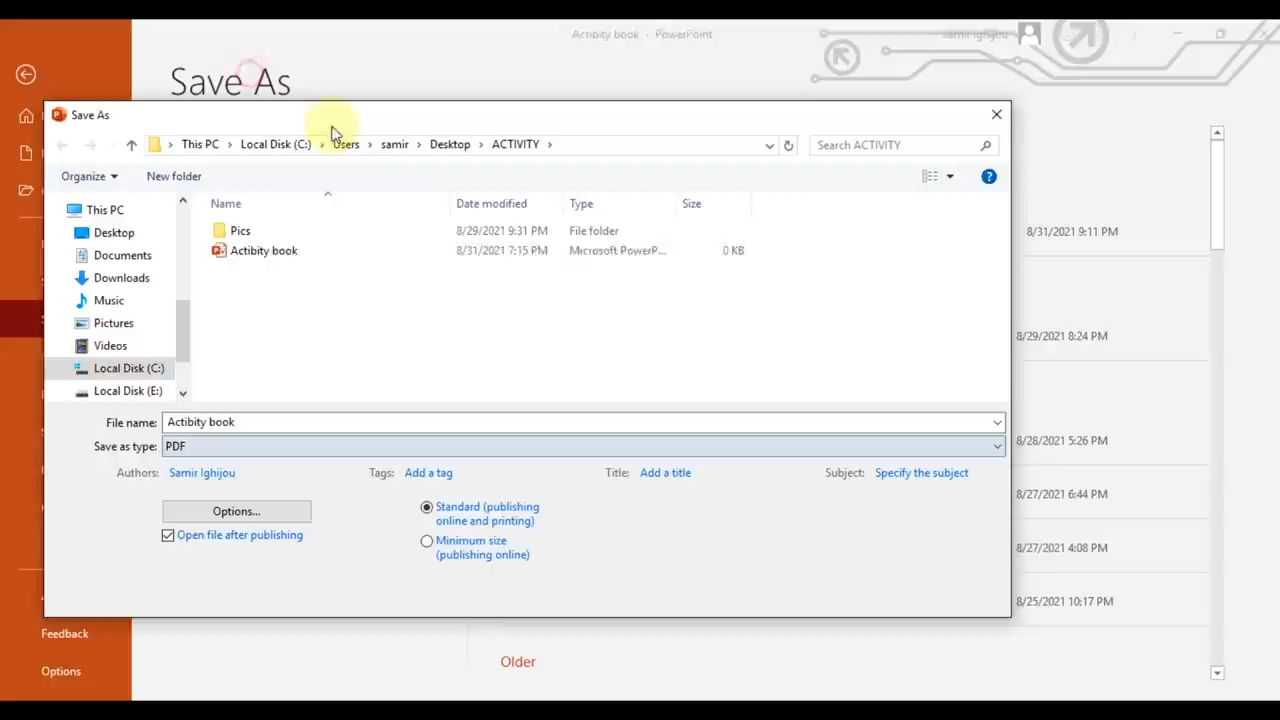 Actibity book - PowerPoint
Samir Ighijou
Save As
Save As
This PC Local Disk (C:) Users samir Desktop ACTIVITY
Search ACTIVITY
Organize New folder
Name Date modified Type Size
This PC
Desktop
Documents
Downloads
Music
Pictures
Videos
Local Disk (C:)
Local Disk (E:)
Pics 8/29/2021 9:31 PM File folder
Actibity book 8/31/2021 7:15 PM Microsoft PowerP... 0 KB
File name: Actibity book
Save as type: PDF
Authors: Samir Ighijou Tags: Add a tag Title: Add a title Subject: Specify the subject
Options...
Open file after publishing
Standard (publishing
online and printing)
Minimum size
(publishing online)
8/31/2021 9:11 PM
8/29/2021 8:24 PM
8/28/2021 5:26 PM
8/27/2021 6:44 PM
8/27/2021 4:08 PM
8/25/2021 10:17 PM
Older
Feedback
Options